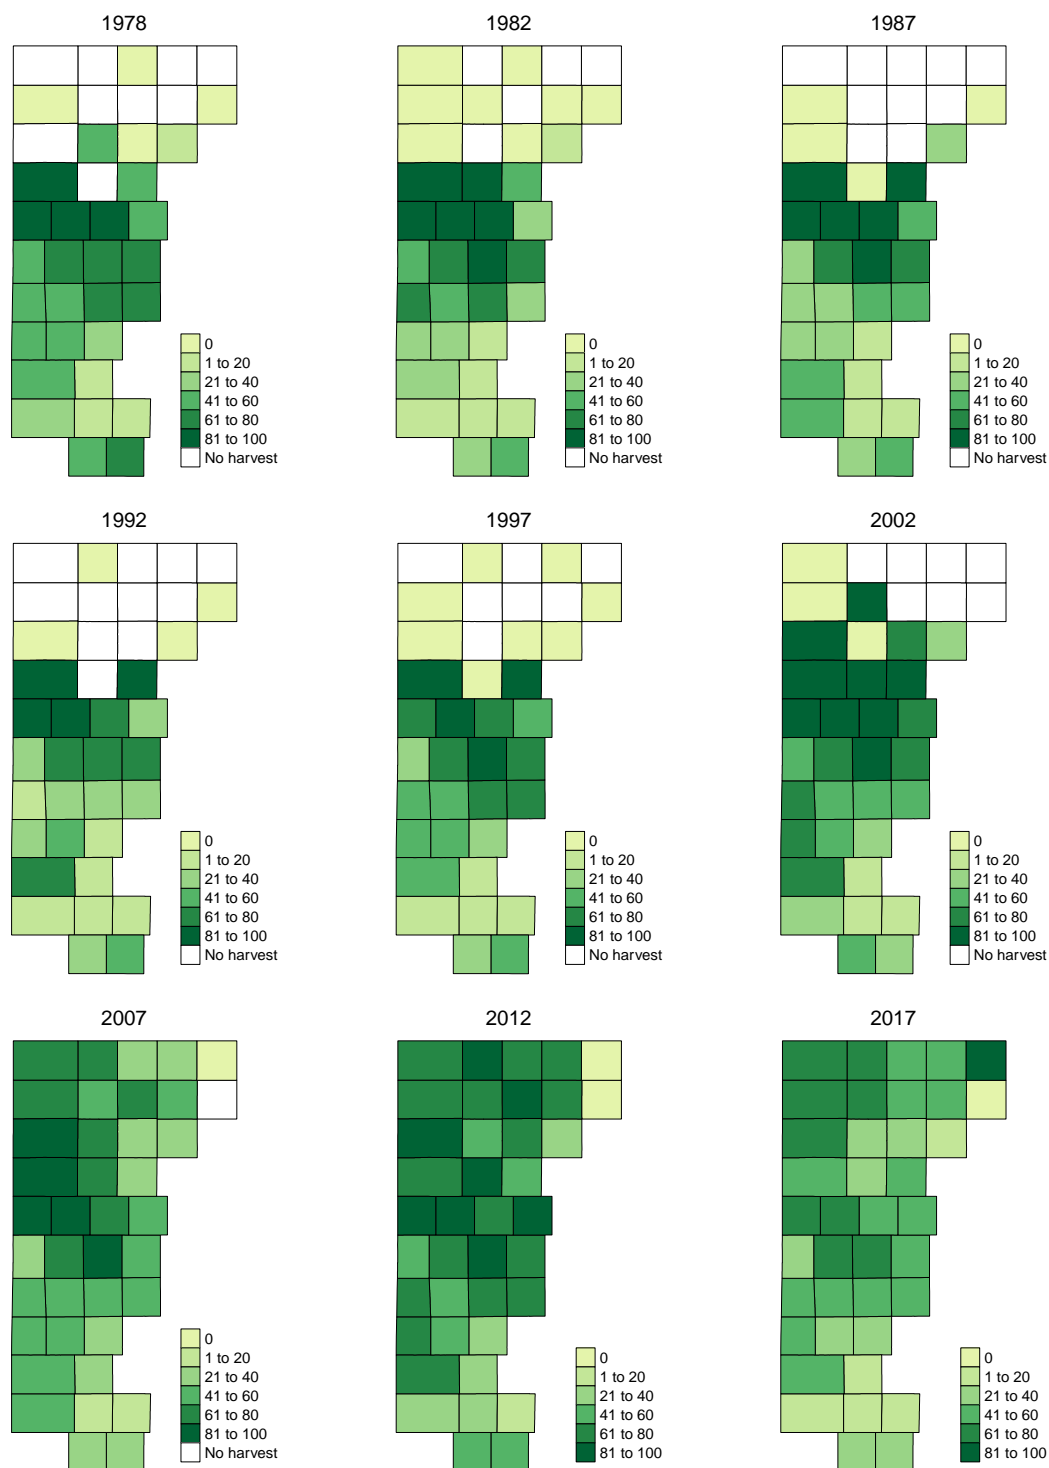 1978
1982
1987
0
1 to 20
21 to 40
41 to 60
61 to 80
81 to 100
No harvest
0
1 to 20
21 to 40
41 to 60
61 to 80
81 to 100
No harvest
0
1 to 20
21 to 40
41 to 60
61 to 80
81 to 100
No harvest
1992
1997
2002
0
1 to 20
21 to 40
41 to 60
61 to 80
81 to 100
No harvest
0
1 to 20
21 to 40
41 to 60
61 to 80
81 to 100
No harvest
0
1 to 20
21 to 40
41 to 60
61 to 80
81 to 100
No harvest
2007
2012
2017
0
1 to 20
21 to 40
41 to 60
61 to 80
81 to 100
No harvest
0
1 to 20
21 to 40
41 to 60
61 to 80
81 to 100
0
1 to 20
21 to 40
41 to 60
61 to 80
81 to 100